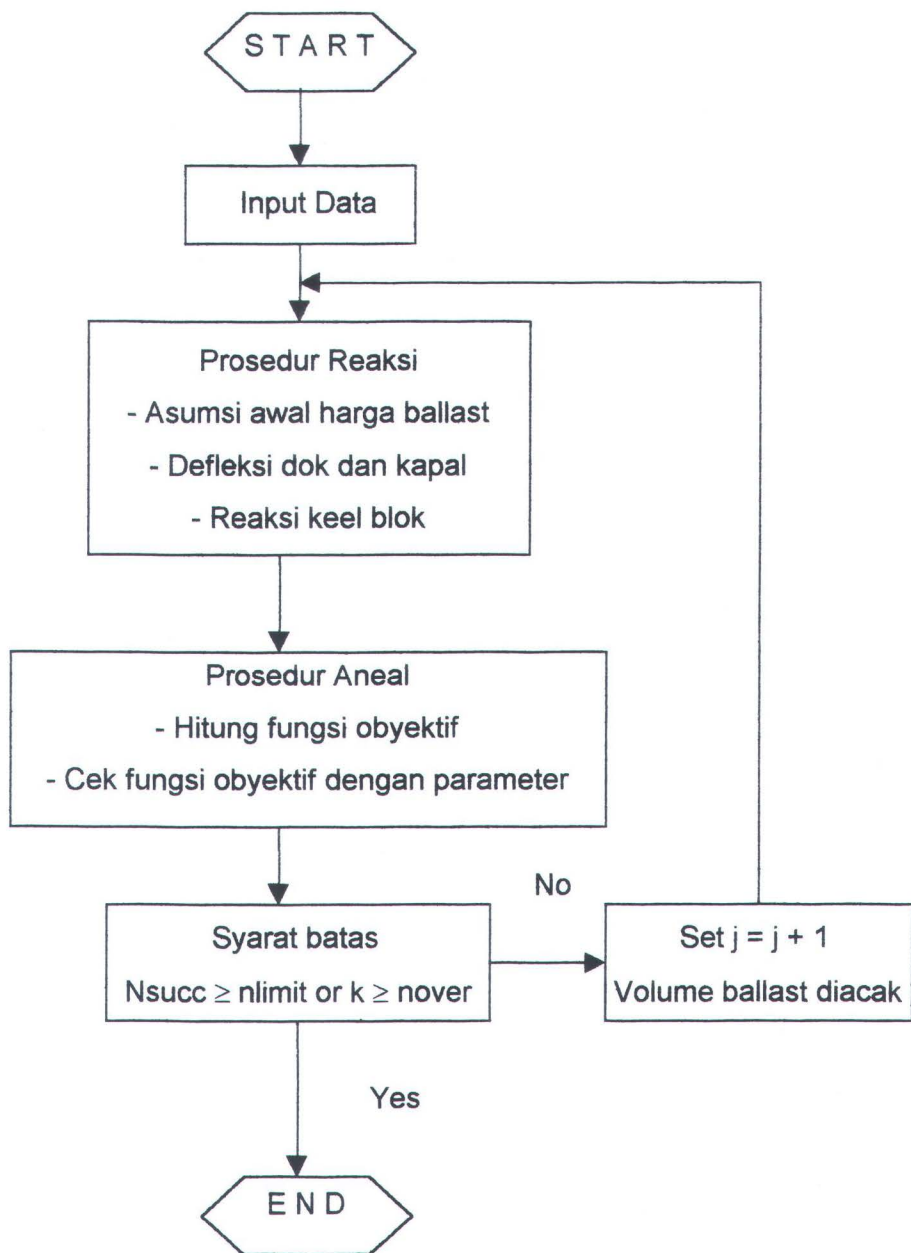 S T A R T
Input Data
Prosedur Reaksi
- Asumsi awal harga ballast
- Defleksi dok dan kapal
- Reaksi keel blok
Prosedur Aneal
- Hitung fungsi obyektif
- Cek fungsi obyektif dengan parameter
No
Syarat batas
Nsucc ≥ nlimit or k ≥ nover
Set j = j + 1
Volume ballast diacak
Yes
E N D